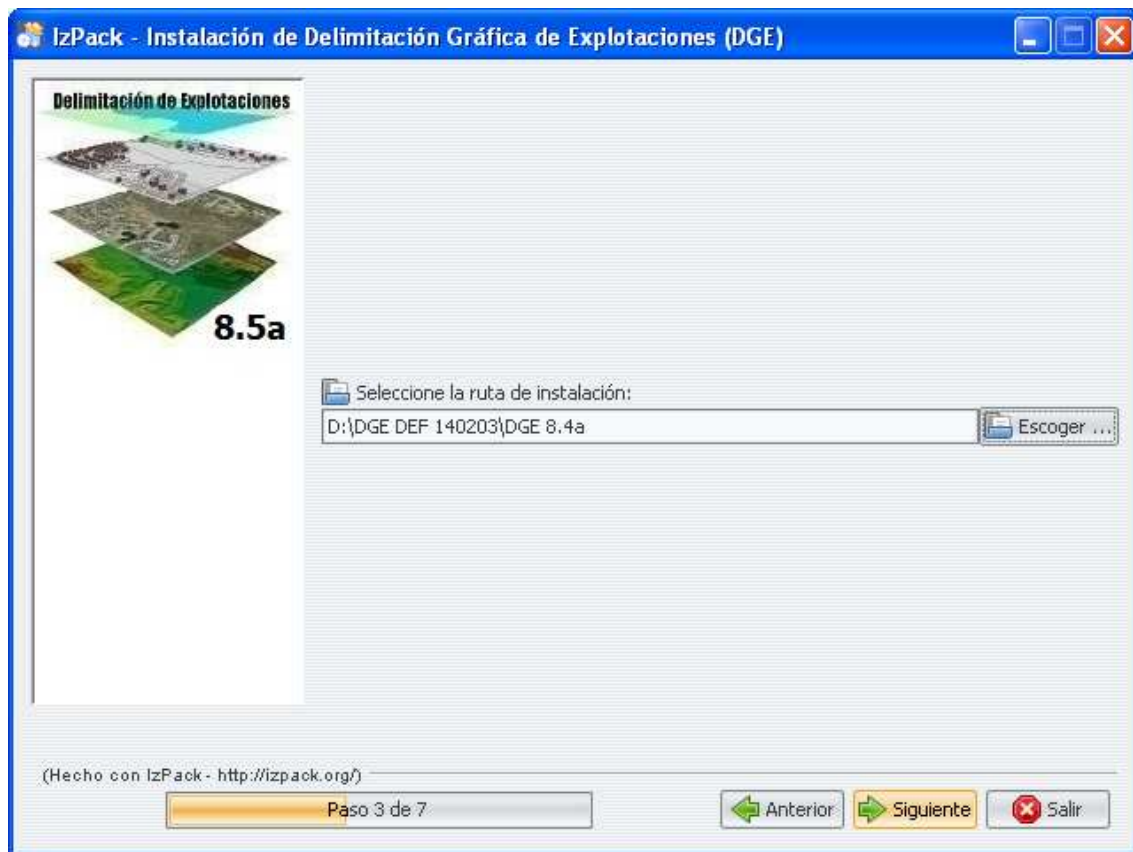 IzPack - Instalación de Delimitación Gráfica de Explotaciones (DGE)
Delimitación de Explotaciones
8.5a
Seleccione la ruta de instalación:
D:\DGE DEF 140203\DGE 8.4a
Escoger ...
(Hecho con IzPack - http://izpack.org/)
Paso 3 de 7
Anterior
Siguiente
Salir